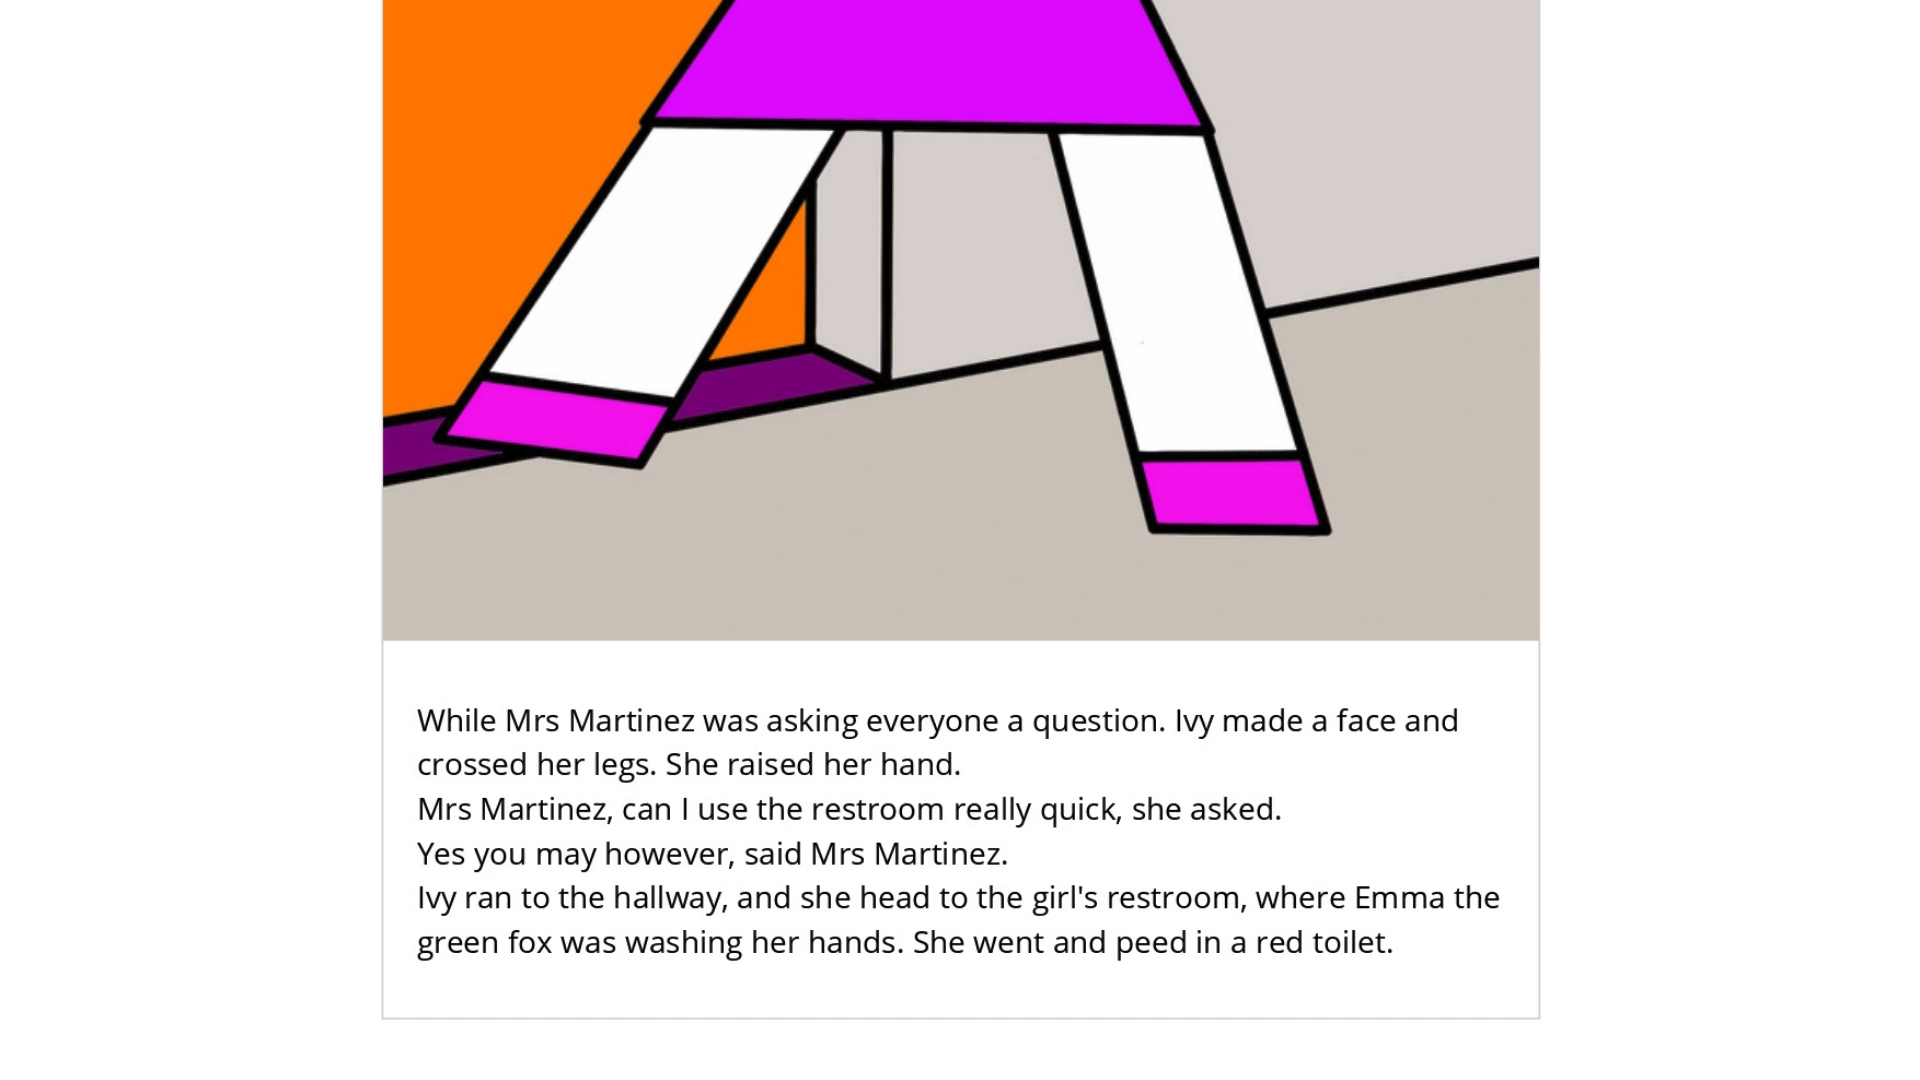 While Mrs Martinez was asking everyone a question. Ivy made a face and
crossed her legs. She raised her hand.
Mrs Martinez, can I use the restroom really quick, she asked.
Yes you may however, said Mrs Martinez.
Ivy ran to the hallway, and she head to the girl's restroom, where Emma the
green fox was washing her hands. She went and peed in a red toilet.